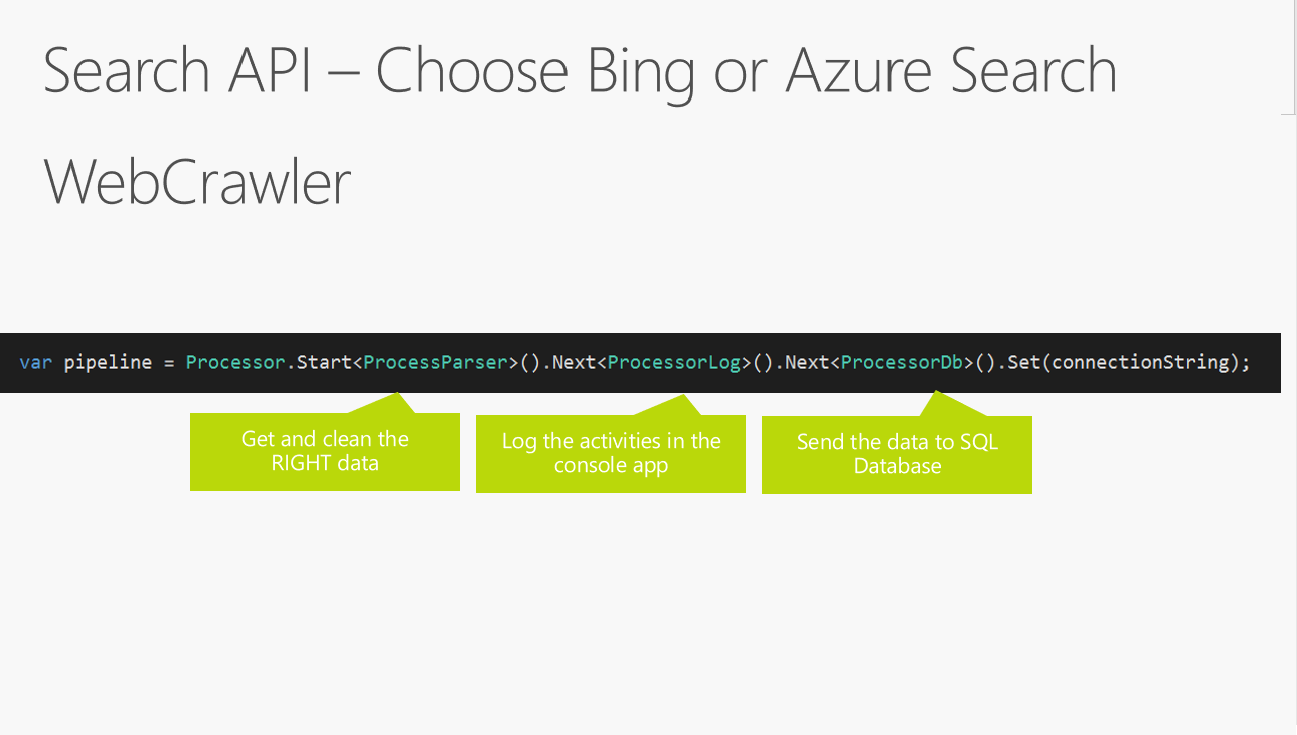 Search API – Choose Bing or Azure Search
WebCrawler
var pipeline = Processor.Start<ProcessParser>().Next<ProcessorLog>().Next<ProcessorDb>().Set(connectionString);
Get and clean the
RIGHT data
Log the activities in the
console app
Send the data to SQL
Database